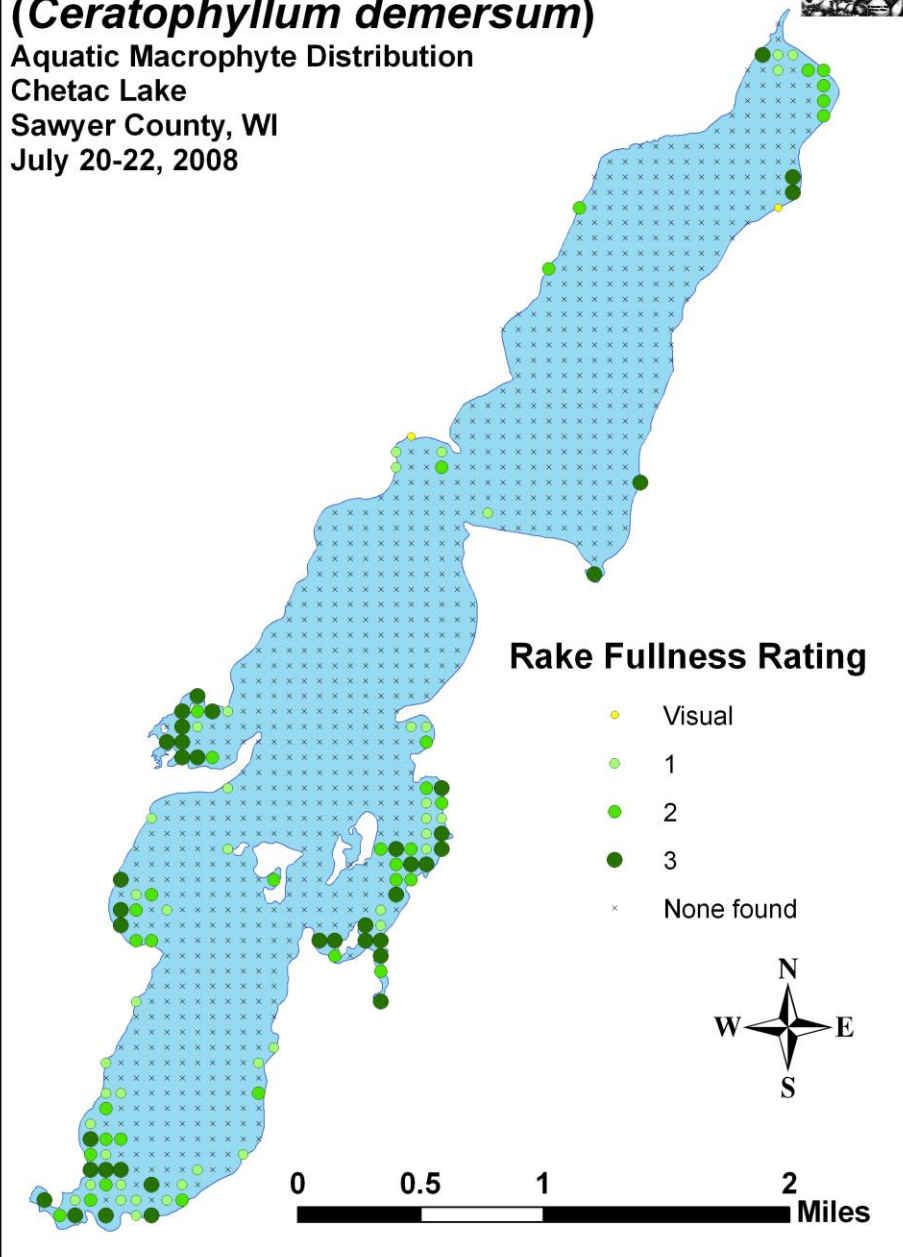 (Ceratophyllum demersum)
Aquatic Macrophyte Distribution
Chetac Lake
Sawyer County, WI
July 20-22, 2008
Rake Fullness Rating
Visual
1
2
3
None found
N
W E
S
0 0.5 1 2
Miles